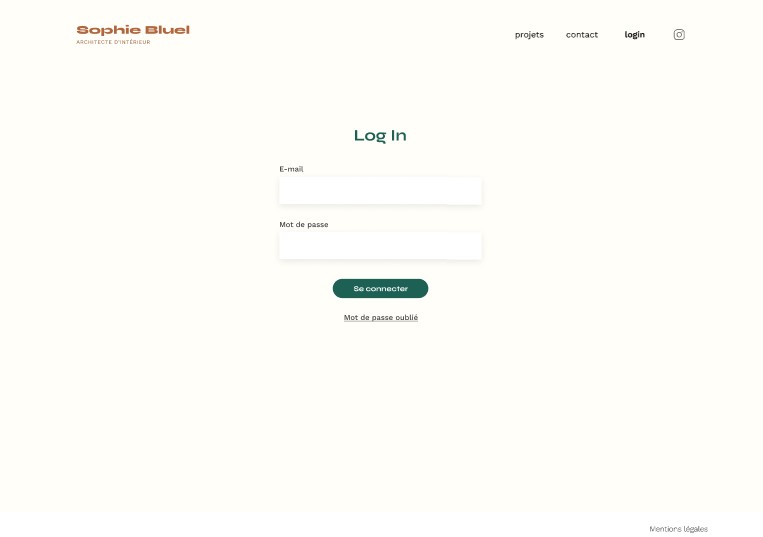 Sophie Bluel
ARCHITECTE D'INTÉRIEUR
projets
contact
login
Log In
E-mail
Mot de passe
Se connecter
Mot de passe oublié
Mentions légales